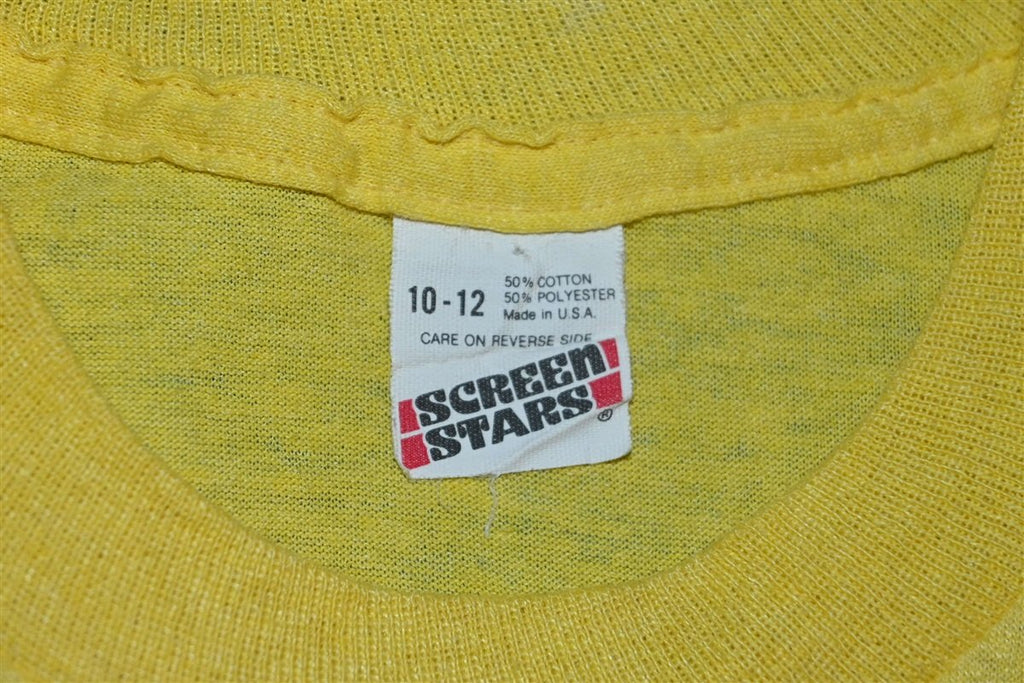 10 - 12
50% COTTON
50% POLYESTER
Made in U.S.A.
CARE ON REVERSE SIDE
SCREEN
STARS®